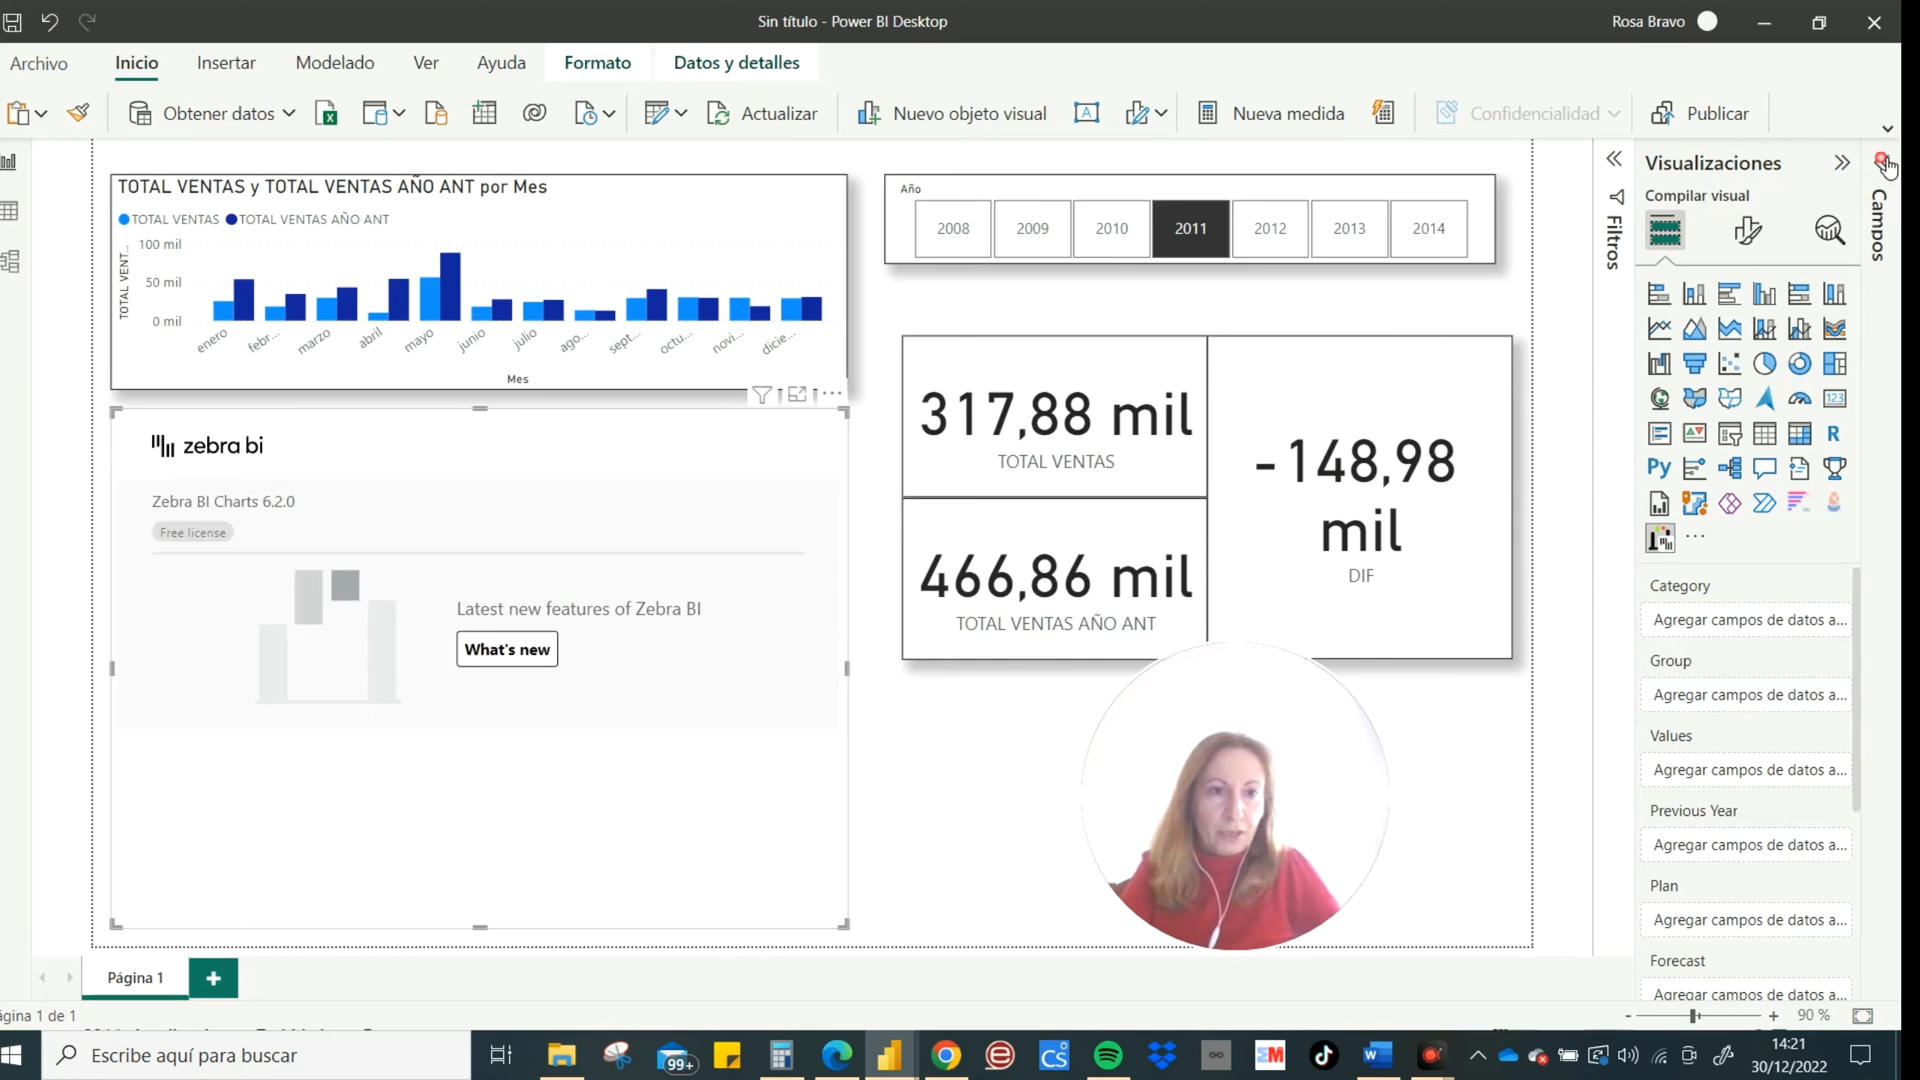 Sin título - Power BI Desktop
Rosa Bravo
Archivo
Inicio
Insertar
Modelado
Ver
Ayuda
Formato
Datos y detalles
Obtener datos
Actualizar
Nuevo objeto visual
Nueva medida
Confidencialidad
Publicar
TOTAL VENTAS y TOTAL VENTAS AÑO ANT por Mes
TOTAL VENTAS
TOTAL VENTAS AÑO ANT
TOTAL VENT...
100 mil
50 mil
0 mil
enero
febr...
marzo
abril
mayo
junio
julio
ago...
sept...
octu...
novi...
dicie...
Mes
Año
2008
2009
2010
2011
2012
2013
2014
317,88 mil
TOTAL VENTAS
466,86 mil
TOTAL VENTAS AÑO ANT
-148,98
mil
DIF
zebra bi
Zebra BI Charts 6.2.0
Free license
Latest new features of Zebra BI
What's new
Filtros
Visualizaciones
Compilar visual
Campos
123
R
Py
Category
Agregar campos de datos a...
Group
Agregar campos de datos a...
Values
Agregar campos de datos a...
Previous Year
Agregar campos de datos a...
Plan
Agregar campos de datos a...
Forecast
Agregar campos de datos a...
Página 1
ágina 1 de 1
90 %
Escribe aquí para buscar
99+
14:21
30/12/2022